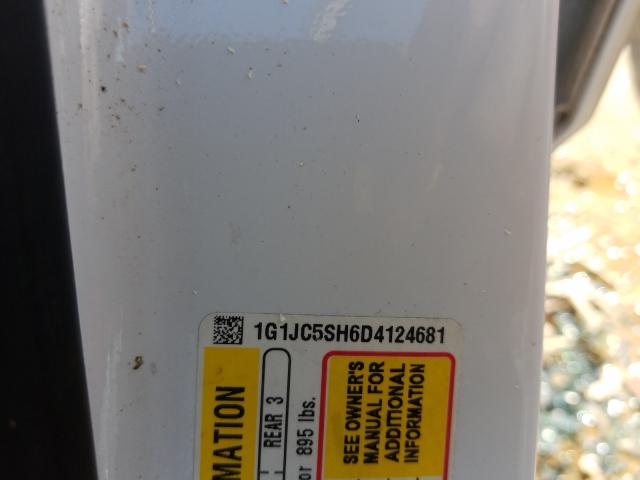 1G1JC5SH6D4124681
MATION
REAR 3
or 895 lbs.
SEE OWNER'S
MANUAL FOR
ADDITIONAL
INFORMATION